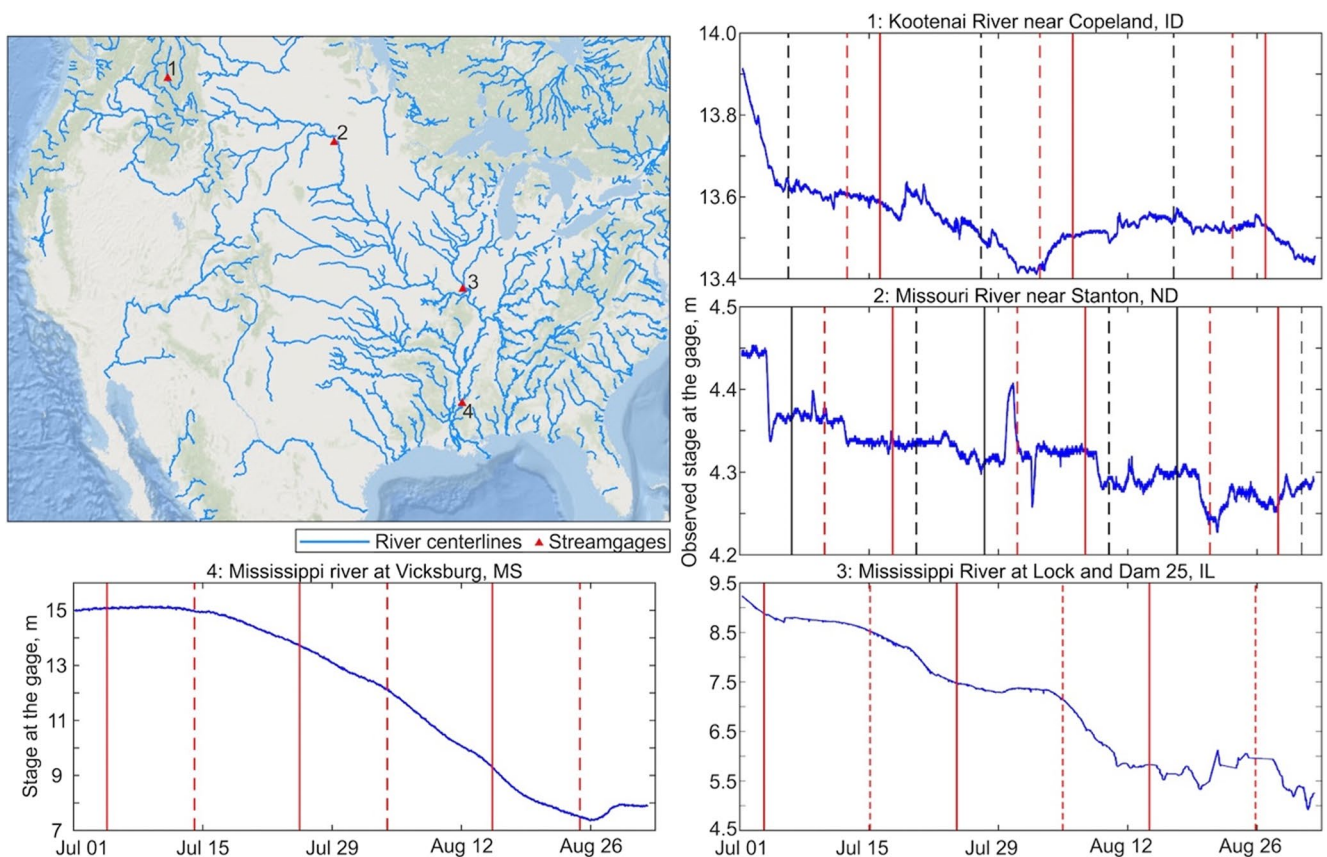 1
2
3
4
River centerlines
Streamgages
1: Kootenai River near Copeland, ID
14.0
13.8
13.6
13.4
2: Missouri River near Stanton, ND
Observed stage at the gage, m
4.5
4.4
4.3
4.2
4: Mississippi river at Vicksburg, MS
Stage at the gage, m
15
13
11
9
7
Jul 01
Jul 15
Jul 29
Aug 12
Aug 26
3: Mississippi River at Lock and Dam 25, IL
9.5
8.5
7.5
6.5
5.5
4.5
Jul 01
Jul 15
Jul 29
Aug 12
Aug 26